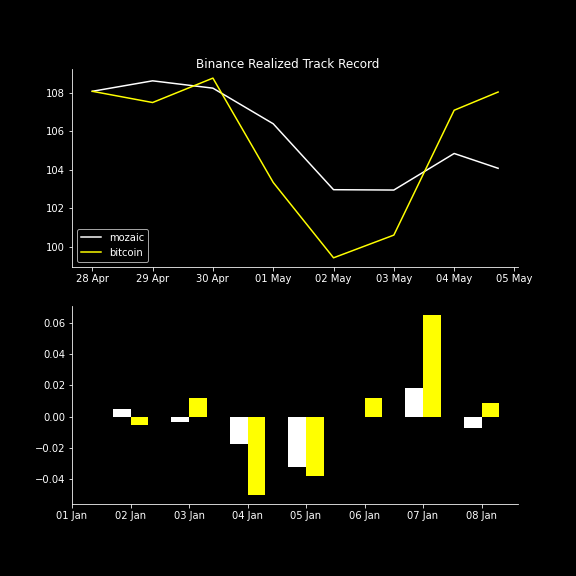 Binance Realized Track Record
108
106
104
102
100
mozaic
bitcoin
28 Apr 29 Apr 30 Apr 01 May 02 May 03 May 04 May 05 May
0.06
0.04
0.02
0.00
−0.02
−0.04
01 Jan 02 Jan 03 Jan 04 Jan 05 Jan 06 Jan 07 Jan 08 Jan